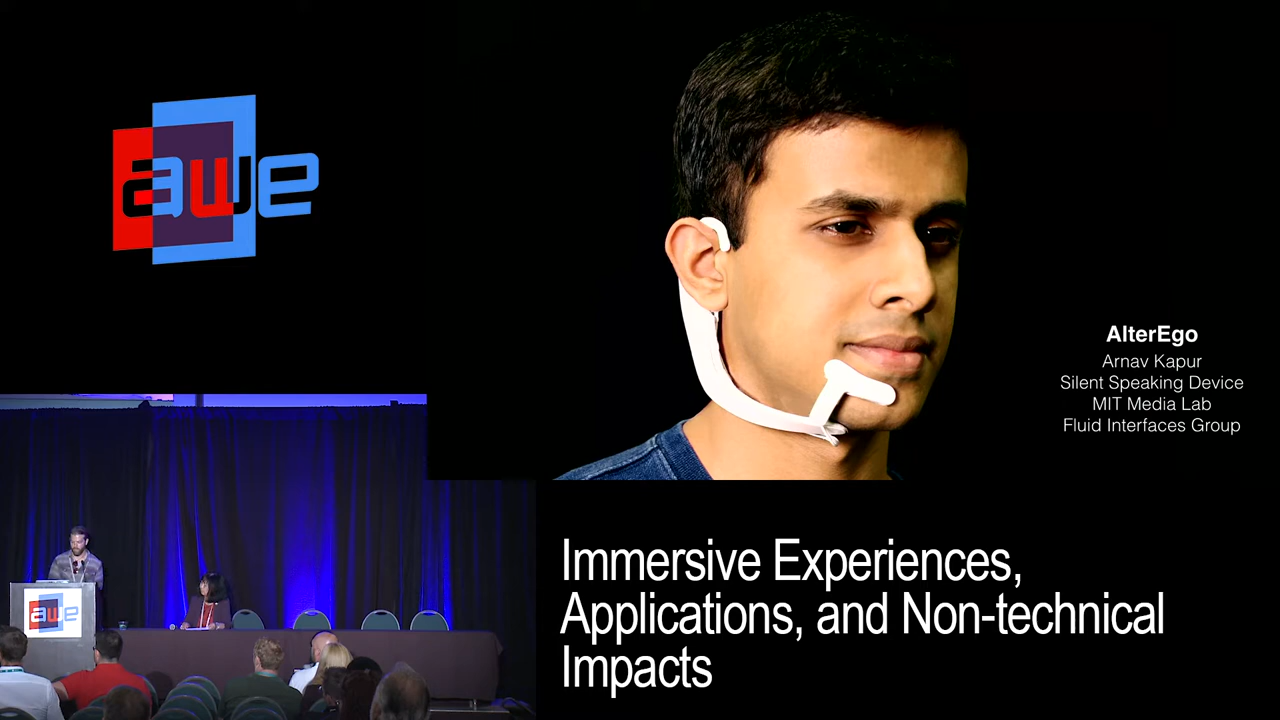 awe
AlterEgo
Arnav Kapur
Silent Speaking Device
MIT Media Lab
Fluid Interfaces Group
awe
Immersive Experiences,
Applications, and Non-technical
Impacts